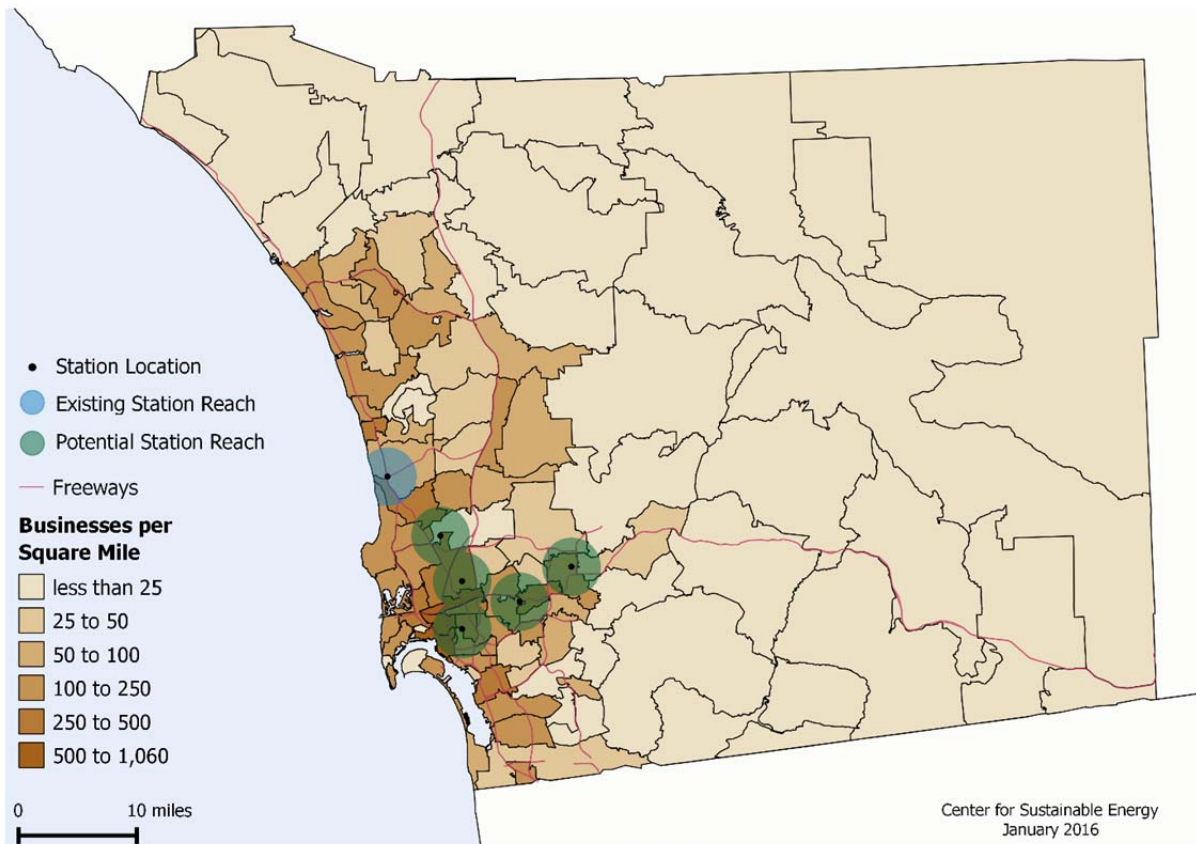 Station Location
Existing Station Reach
Potential Station Reach
Freeways
Businesses per
Square Mile
less than 25
25 to 50
50 to 100
100 to 250
250 to 500
500 to 1,060
0 10 miles
Center for Sustainable Energy
January 2016